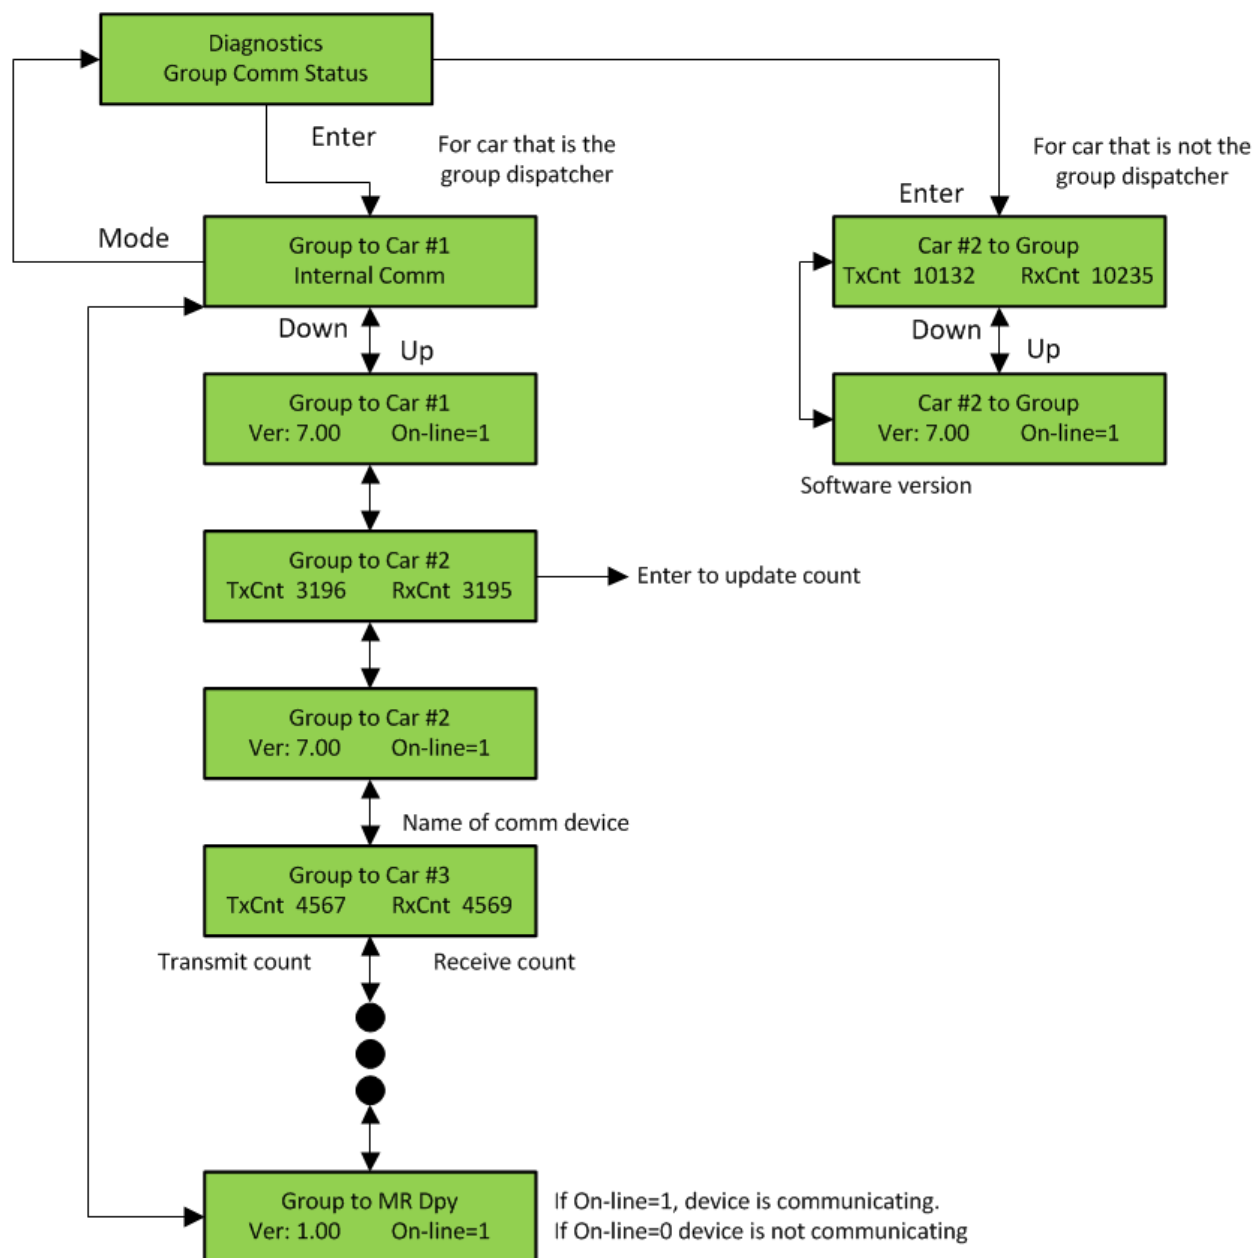 Diagnostics
Group Comm Status
Enter
For car that is the
group dispatcher
For car that is not the
group dispatcher
Enter
Mode
Group to Car #1
Internal Comm
Car #2 to Group
TxCnt 10132 RxCnt 10235
Down
Up
Down
Up
Group to Car #1
Ver: 7.00 On-line=1
Car #2 to Group
Ver: 7.00 On-line=1
Software version
Group to Car #2
TxCnt 3196 RxCnt 3195
Enter to update count
Group to Car #2
Ver: 7.00 On-line=1
Name of comm device
Group to Car #3
TxCnt 4567 RxCnt 4569
Transmit count Receive count
Group to MR Dpy
Ver: 1.00 On-line=1
If On-line=1, device is communicating.
If On-line=0 device is not communicating